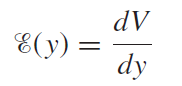 ℰ(y) = dV/dy